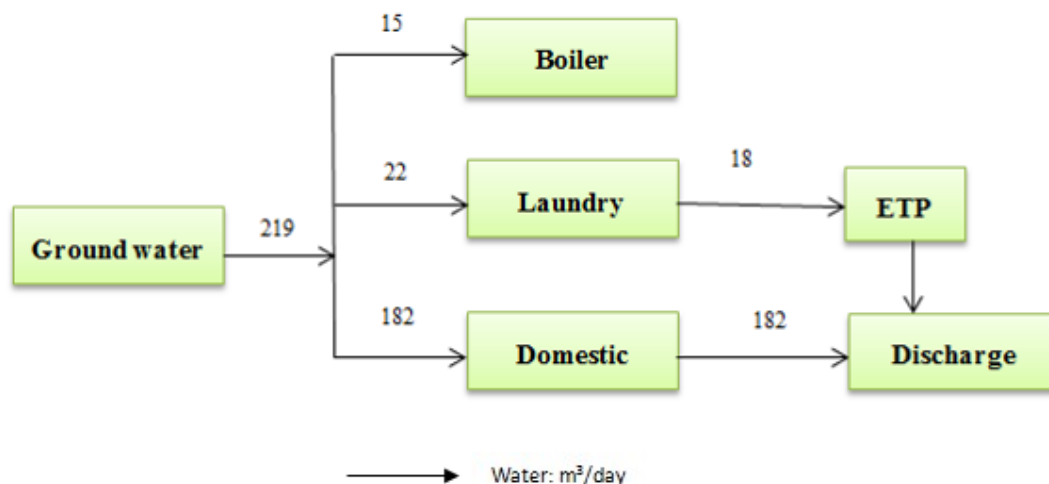 15
Boiler
22
Laundry
18
ETP
219
Ground water
182
Domestic
182
Discharge
Water: m³/day